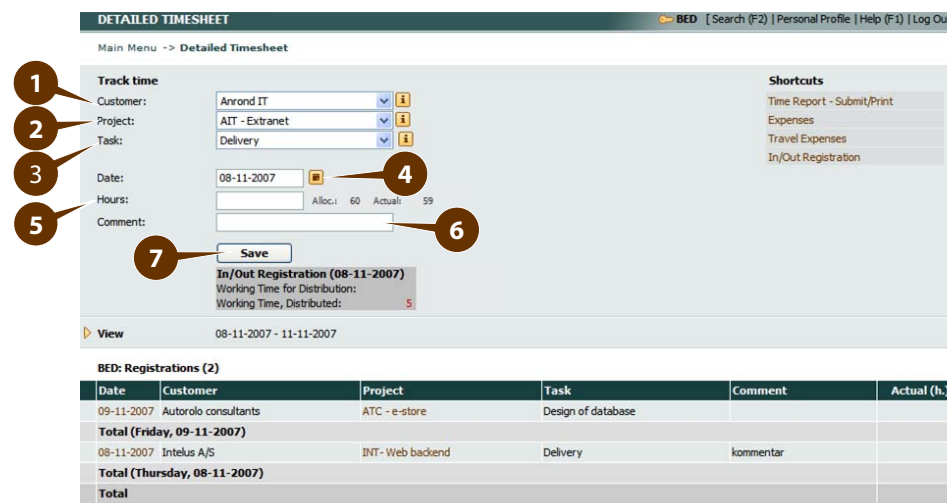 DETAILED TIMESHEET BED [ Search (F2) | Personal Profile | Help (F1) | Log Ou
Main Menu -> Detailed Timesheet
Track time Shortcuts
1 Customer: Anrond IT i Time Report - Submit/Print
2 Project: AIT - Extranet i Expenses
3 Task: Delivery i Travel Expenses
In/Out Registration
Date: 08-11-2007 4
5 Hours: Alloc.: 60 Actual: 59
Comment: 6
7 Save
In/Out Registration (08-11-2007)
Working Time for Distribution:
Working Time, Distributed: 5
View 08-11-2007 - 11-11-2007
BED: Registrations (2)
Date Customer Project Task Comment Actual (h.)
09-11-2007 Autorolo consultants ATC - e-store Design of database
Total (Friday, 09-11-2007)
08-11-2007 Intelus A/S INT- Web backend Delivery kommentar
Total (Thursday, 08-11-2007)
Total